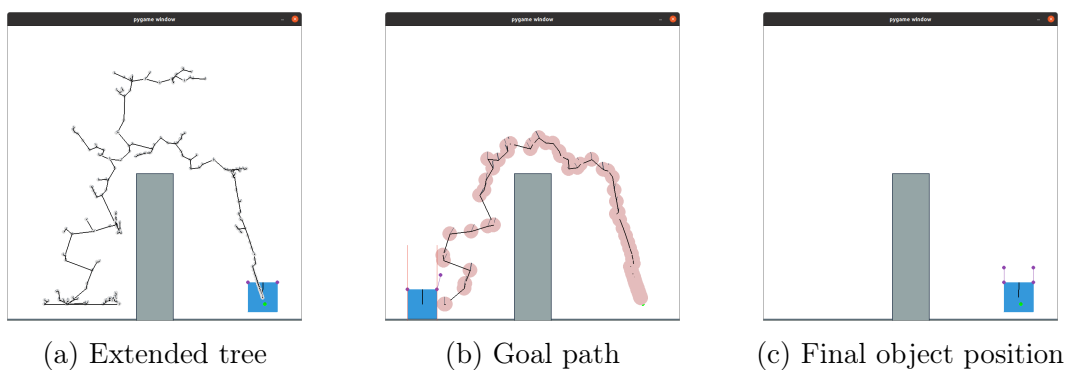 pygame window
pygame window
pygame window
(a) Extended tree
(b) Goal path
(c) Final object position